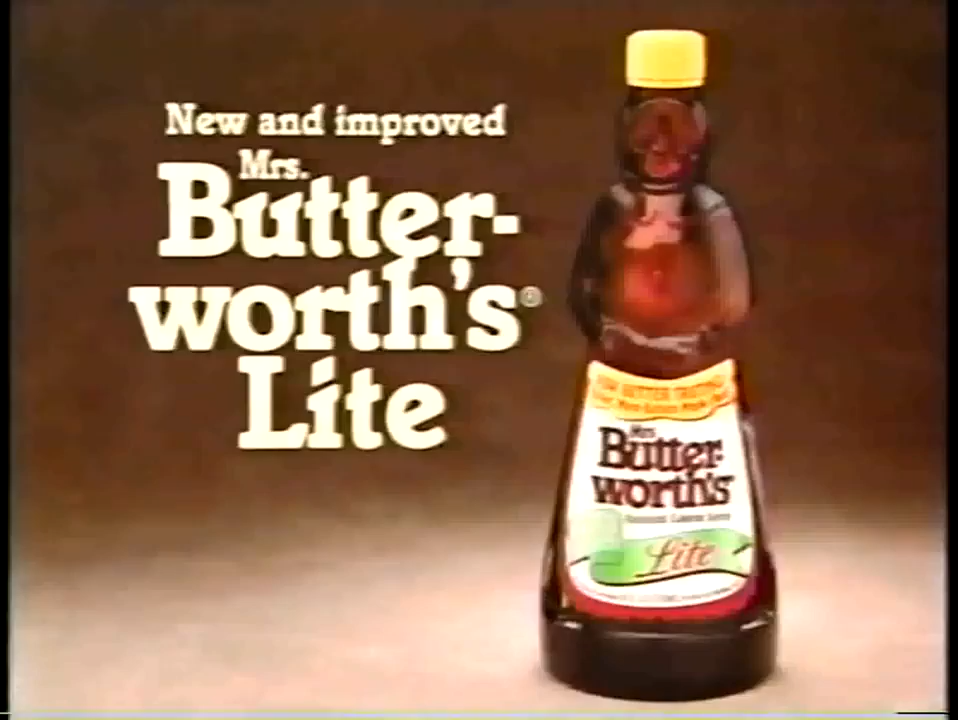 New and improved
Mrs.
Butter-
worth's®
Lite
Mrs.
Butter-
worth's
Lite